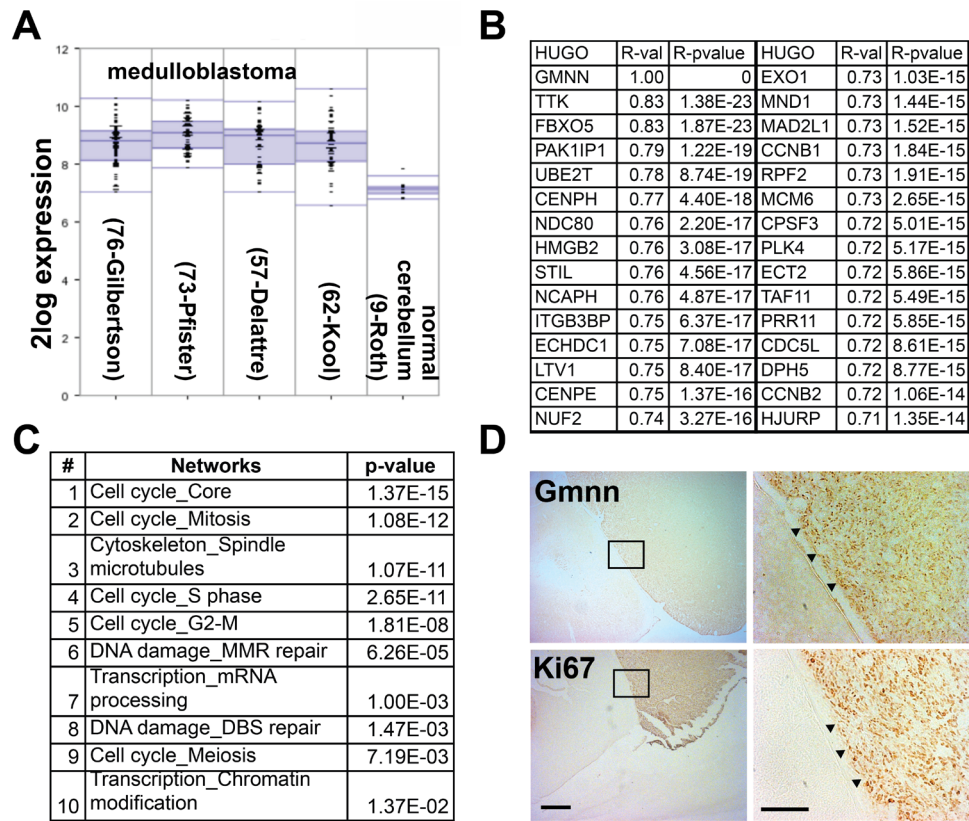 A
12
10
8
6
4
2
0
2log expression
medulloblastoma
(76-Gilbertson)
(73-Pfister)
(57-Delattre)
(62-Kool)
normal
cerebellum
(9-Roth)
B
HUGO R-val R-pvalue HUGO R-val R-pvalue
GMNN 1.00 0 EXO1 0.73 1.03E-15
TTK 0.83 1.38E-23 MND1 0.73 1.44E-15
FBXO5 0.83 1.87E-23 MAD2L1 0.73 1.52E-15
PAK1IP1 0.79 1.22E-19 CCNB1 0.73 1.84E-15
UBE2T 0.78 8.74E-19 RPF2 0.73 1.91E-15
CENPH 0.77 4.40E-18 MCM6 0.73 2.65E-15
NDC80 0.76 2.20E-17 CPSF3 0.72 5.01E-15
HMGB2 0.76 3.08E-17 PLK4 0.72 5.17E-15
STIL 0.76 4.56E-17 ECT2 0.72 5.86E-15
NCAPH 0.76 4.87E-17 TAF11 0.72 5.49E-15
ITGB3BP 0.75 6.37E-17 PRR11 0.72 5.85E-15
ECHDC1 0.75 7.08E-17 CDC5L 0.72 8.61E-15
LTV1 0.75 8.40E-17 DPH5 0.72 8.77E-15
CENPE 0.75 1.37E-16 CCNB2 0.72 1.06E-14
NUF2 0.74 3.27E-16 HJURP 0.71 1.35E-14
C
# Networks p-value
1 Cell cycle_Core 1.37E-15
2 Cell cycle_Mitosis 1.08E-12
Cytoskeleton_Spindle
3 microtubules 1.07E-11
4 Cell cycle_S phase 2.65E-11
5 Cell cycle_G2-M 1.81E-08
6 DNA damage_MMR repair 6.26E-05
Transcription_mRNA
7 processing 1.00E-03
8 DNA damage_DBS repair 1.47E-03
9 Cell cycle_Meiosis 7.19E-03
Transcription_Chromatin
10 modification 1.37E-02
D
Gmnn
Ki67